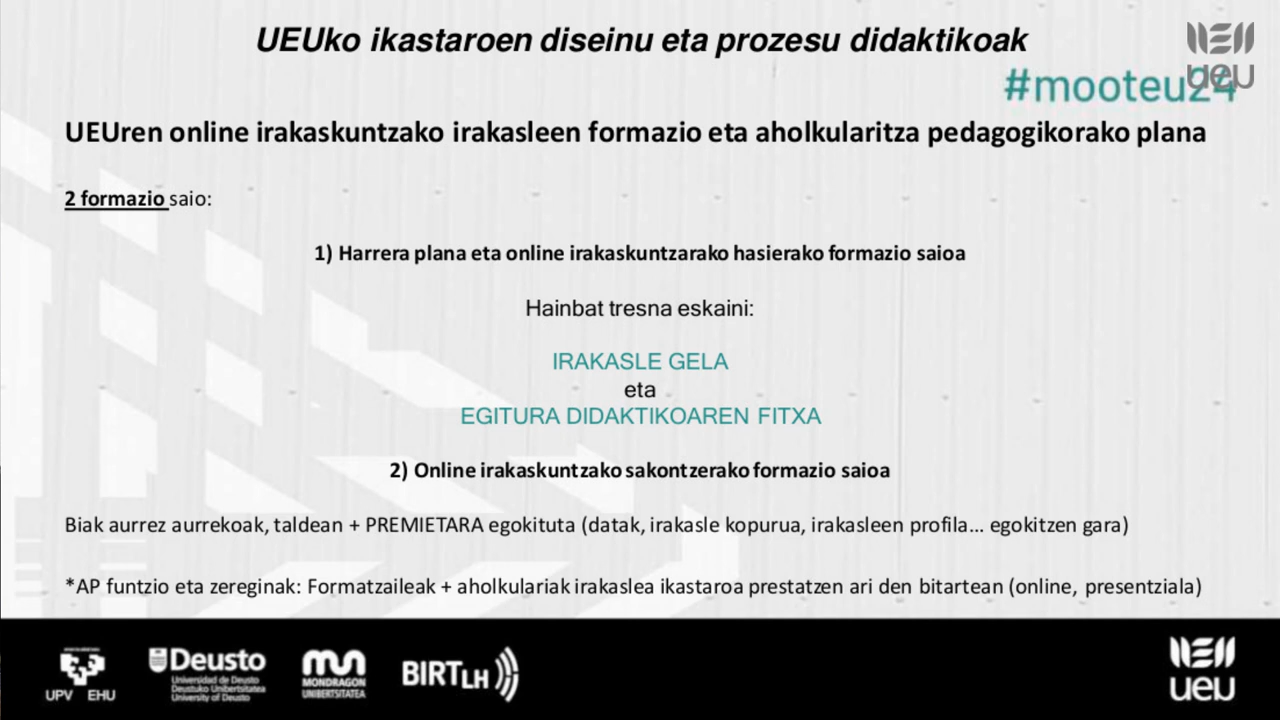 UEUko ikastaroen diseinu eta prozesu didaktikoak
ueu
#mooteu24
UEUren online irakaskuntzako irakasleen formazio eta aholkularitza pedagogikorako plana
2 formazio saio:
1) Harrera plana eta online irakaskuntzarako hasierako formazio saioa
Hainbat tresna eskaini:
IRAKASLE GELA
eta
EGITURA DIDAKTIKOAREN FITXA
2) Online irakaskuntzako sakontzerako formazio saioa
Biak aurrez aurrekoak, taldean + PREMIETARA egokituta (datak, irakasle kopurua, irakasleen profila... egokitzen gara)
*AP funtzio eta zereginak: Formatzaileak + aholkulariak irakaslea ikastaroa prestatzen ari den bitartean (online, presentziala)
UPV EHU
Deusto
Universidad de Deusto
Deustuko Unibertsitatea
University of Deusto
MONDRAGON
UNIBERTSITATEA
BIRT LH
ueu